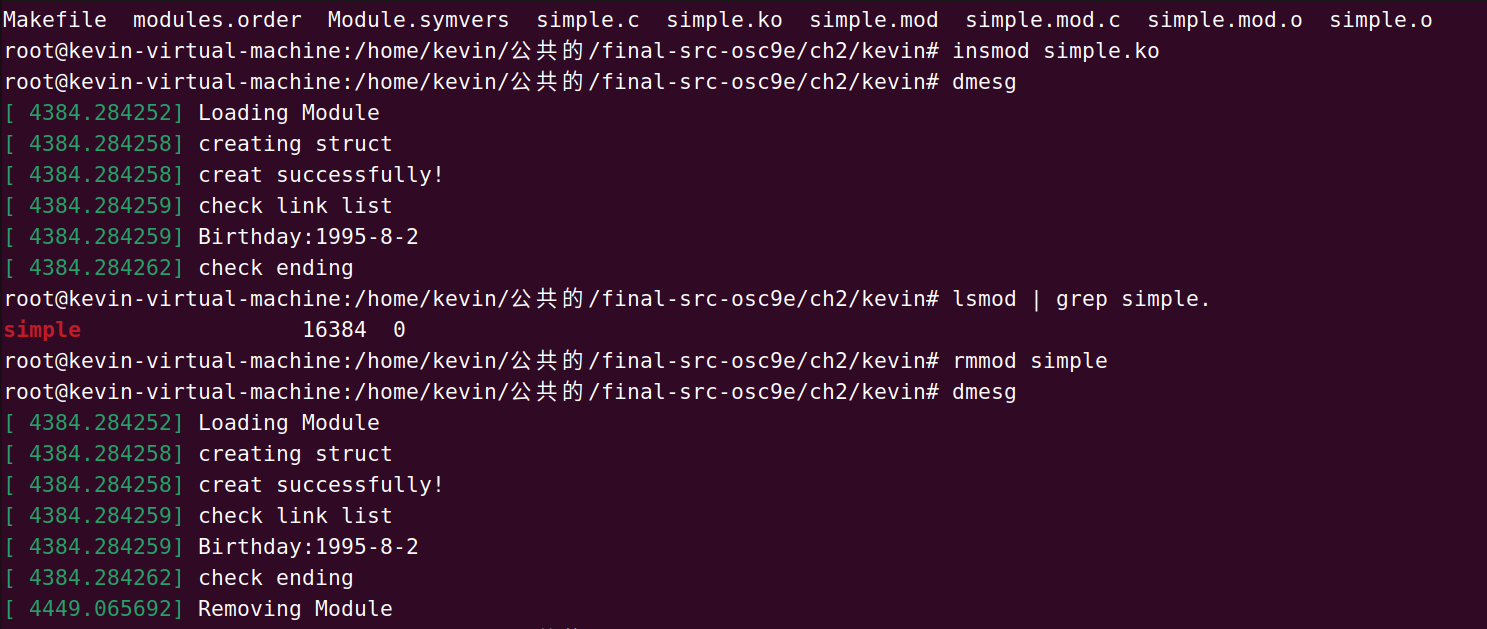 Makefile  modules.order  Module.symvers  simple.c  simple.ko  simple.mod  simple.mod.c  simple.mod.o  simple.o
root@kevin-virtual-machine:/home/kevin/公共的/final-src-osc9e/ch2/kevin# insmod simple.ko
root@kevin-virtual-machine:/home/kevin/公共的/final-src-osc9e/ch2/kevin# dmesg
[ 4384.284252] Loading Module
[ 4384.284258] creating struct
[ 4384.284258] creat successfully!
[ 4384.284259] check link list
[ 4384.284259] Birthday:1995-8-2
[ 4384.284262] check ending
root@kevin-virtual-machine:/home/kevin/公共的/final-src-osc9e/ch2/kevin# lsmod | grep simple.
simple                 16384  0
root@kevin-virtual-machine:/home/kevin/公共的/final-src-osc9e/ch2/kevin# rmmod simple
root@kevin-virtual-machine:/home/kevin/公共的/final-src-osc9e/ch2/kevin# dmesg
[ 4384.284252] Loading Module
[ 4384.284258] creating struct
[ 4384.284258] creat successfully!
[ 4384.284259] check link list
[ 4384.284259] Birthday:1995-8-2
[ 4384.284262] check ending
[ 4449.065692] Removing Module